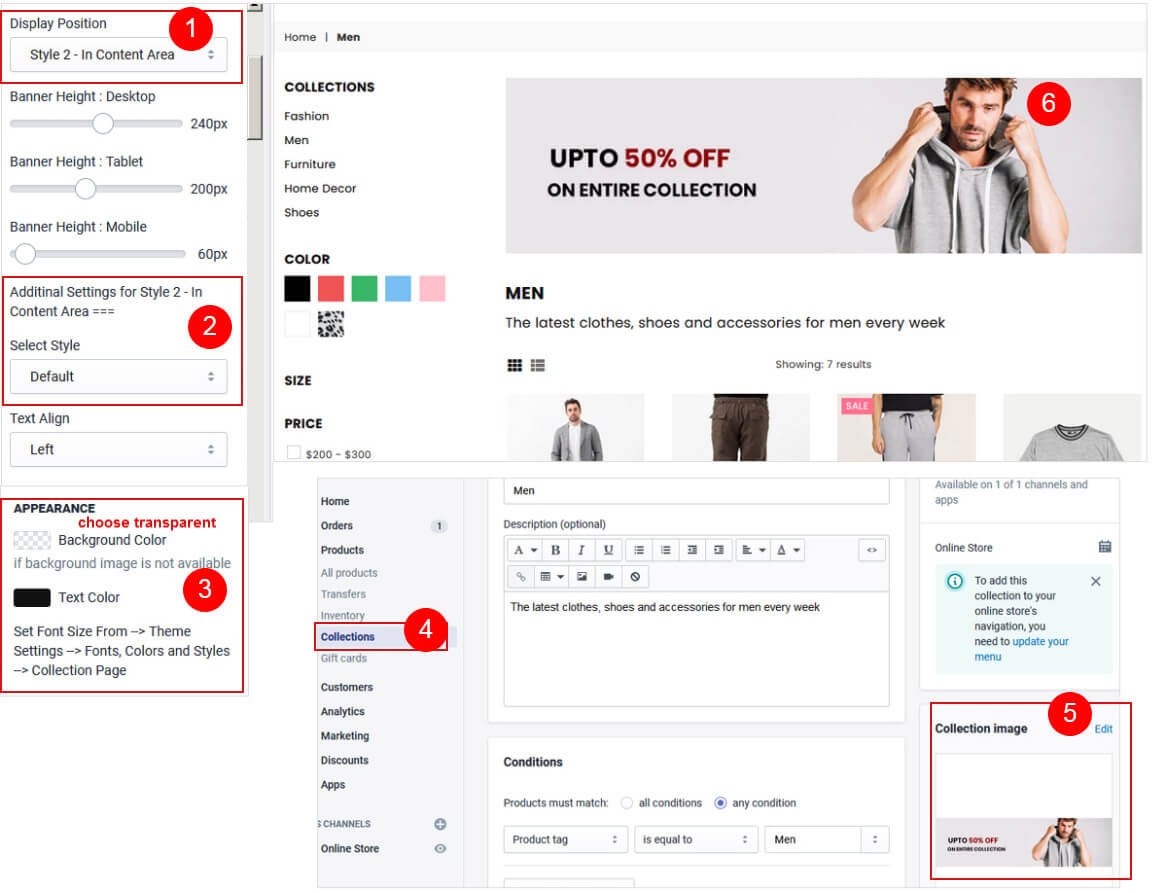 Display Position
1
Style 2 - In Content Area
Banner Height : Desktop
240px
Banner Height : Tablet
200px
Banner Height : Mobile
60px
Additinal Settings for Style 2 - In
Content Area ===
2
Select Style
Default
Text Align
Left
APPEARANCE
choose transparent
Background Color
if background image is not available
3
Text Color
Set Font Size From --> Theme
Settings --> Fonts, Colors and Styles
--> Collection Page
Home | Men
COLLECTIONS
Fashion
Men
Furniture
Home Decor
Shoes
COLOR
SIZE
PRICE
$200 - $300
6
UPTO 50% OFF
ON ENTIRE COLLECTION
MEN
The latest clothes, shoes and accessories for men every week
Showing: 7 results
SALE
Home
Orders 1
Products
All products
Transfers
Inventory
Collections
4
Gift cards
Customers
Analytics
Marketing
Discounts
Apps
S CHANNELS
Online Store
Men
Description (optional)
A B I U A <>
The latest clothes, shoes and accessories for men every week
Conditions
Products must match: all conditions any condition
Product tag is equal to Men
Available on 1 of 1 channels and
apps
Online Store
To add this
collection to your
online store's
navigation, you
need to update your
menu
5
Collection image Edit
UPTO 50% OFF
ON ENTIRE COLLECTION